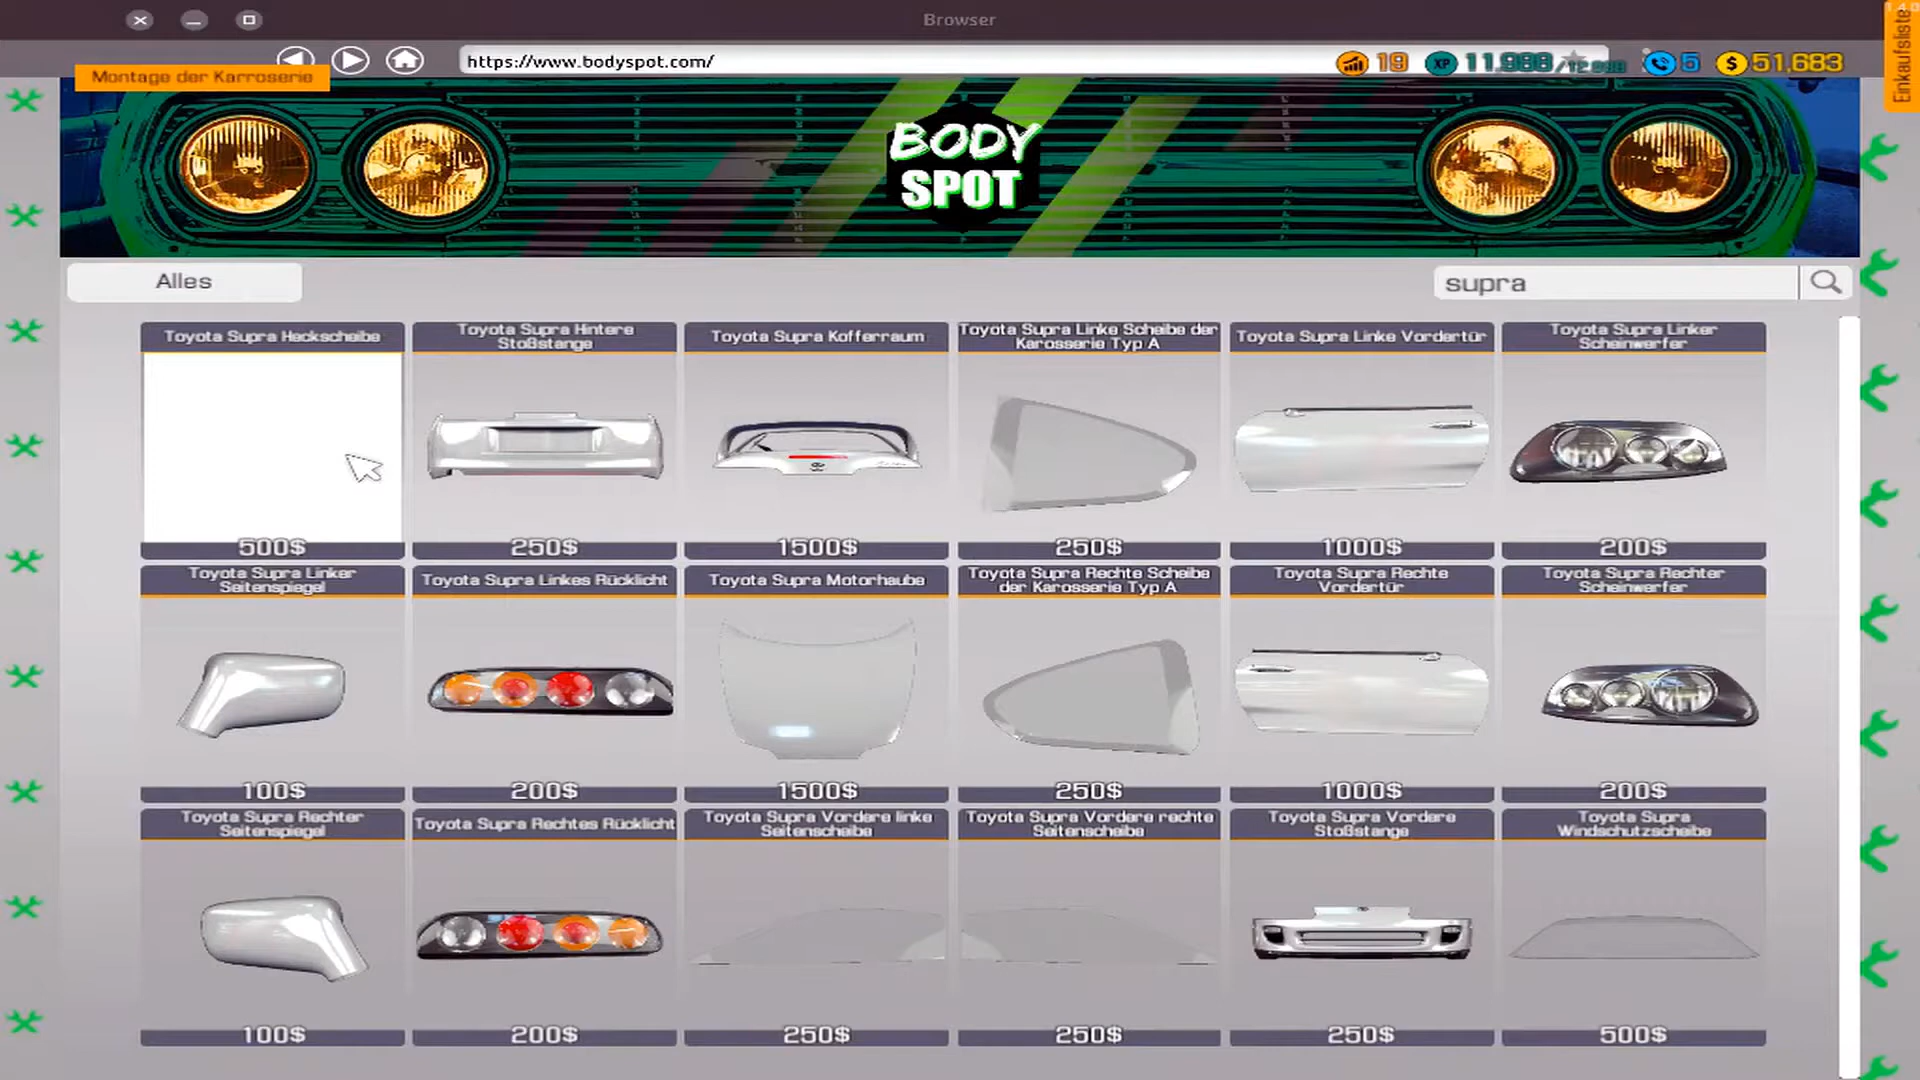 Browser
https://www.bodyspot.com/
19
XP
11,988
5
$
51,683
Montage der Karroserie
Einkaufsliste
BODY
SPOT
Alles
supra
Toyota Supra Heckscheibe
Toyota Supra Hintere
Stoßstange
Toyota Supra Kofferraum
Toyota Supra Linke Scheibe der
Karosserie Typ A
Toyota Supra Linke Vordertür
Toyota Supra Linker
Scheinwerfer
500$
250$
1500$
250$
1000$
200$
Toyota Supra Linker
Seitenspiegel
Toyota Supra Linkes Rücklicht
Toyota Supra Motorhaube
Toyota Supra Rechte Scheibe
der Karosserie Typ A
Toyota Supra Rechte
Vordertür
Toyota Supra Rechter
Scheinwerfer
100$
200$
1500$
250$
1000$
200$
Toyota Supra Rechter
Seitenspiegel
Toyota Supra Rechtes Rücklicht
Toyota Supra Vordere linke
Seitenscheibe
Toyota Supra Vordere rechte
Seitenscheibe
Toyota Supra Vordere
Stoßstange
Toyota Supra
Windschutzscheibe
100$
200$
250$
250$
250$
500$